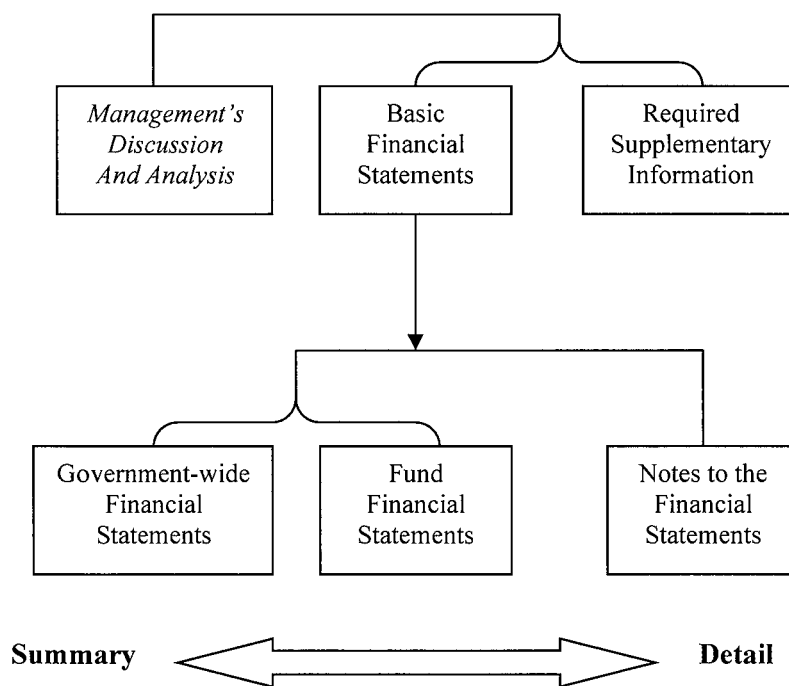 Management's
Discussion
And Analysis
Basic
Financial
Statements
Required
Supplementary
Information
Government-wide
Financial
Statements
Fund
Financial
Statements
Notes to the
Financial
Statements
Summary
Detail